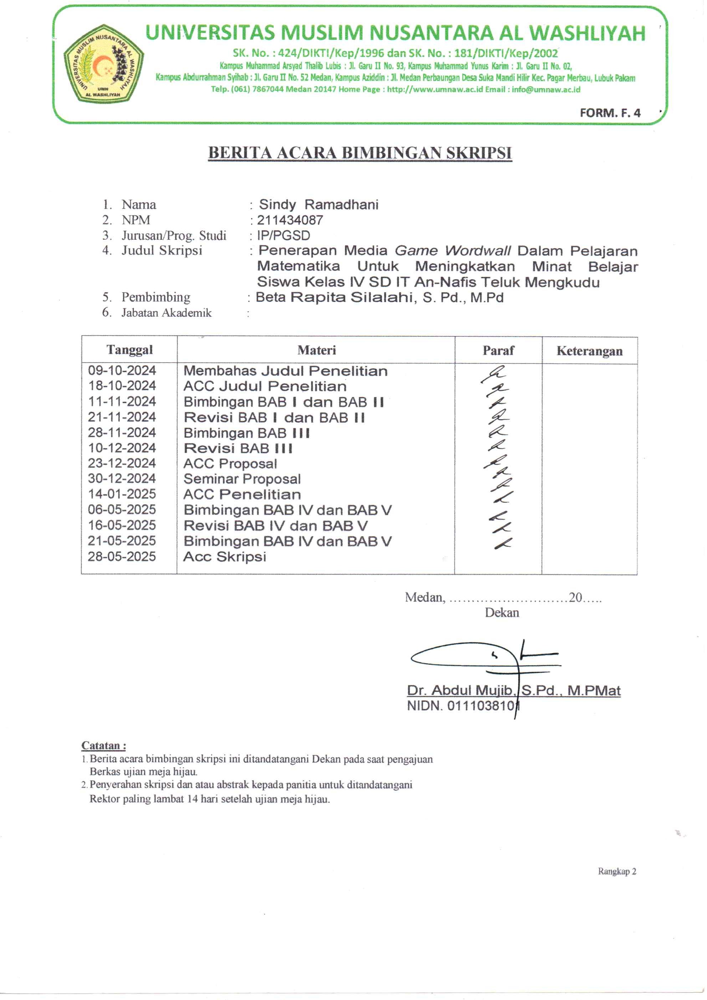 UNIVERSITAS MUSLIM NUSANTARA AL WASHLIYAH
UMN
AL WASHLIYAH
UNIVERSITAS MUSLIM NUSANTARA AL WASHLIYAH
SK. No. : 424/DIKTI/Kep/1996 dan SK. No. : 181/DIKTI/Kep/2002
Kampus Muhammad Arsyad Thalib Lubis : Jl. Garu II No. 93, Kampus Muhammad Yunus Karim : Jl. Garu II No. 02,
Kampus Abdurrahman Syihab : Jl. Garu II No. 52 Medan, Kampus Aziddin : Jl. Medan Perbaungan Desa Suka Mandi Hilir Kec. Pagar Merbau, Lubuk Pakam
Telp. (061) 7867044 Medan 20147 Home Page : http://www.umnaw.ac.id Email : info@umnaw.ac.id
FORM. F. 4
BERITA ACARA BIMBINGAN SKRIPSI
1. Nama : Sindy Ramadhani
2. NPM : 211434087
3. Jurusan/Prog. Studi : IP/PGSD
4. Judul Skripsi : Penerapan Media Game Wordwall Dalam Pelajaran
Matematika Untuk Meningkatkan Minat Belajar
Siswa Kelas IV SD IT An-Nafis Teluk Mengkudu
5. Pembimbing : Beta Rapita Silalahi, S. Pd., M.Pd
6. Jabatan Akademik :
Tanggal Materi Paraf Keterangan
09-10-2024 Membahas Judul Penelitian
18-10-2024 ACC Judul Penelitian
11-11-2024 Bimbingan BAB I dan BAB II
21-11-2024 Revisi BAB I dan BAB II
28-11-2024 Bimbingan BAB III
10-12-2024 Revisi BAB III
23-12-2024 ACC Proposal
30-12-2024 Seminar Proposal
14-01-2025 ACC Penelitian
06-05-2025 Bimbingan BAB IV dan BAB V
16-05-2025 Revisi BAB IV dan BAB V
21-05-2025 Bimbingan BAB IV dan BAB V
28-05-2025 Acc Skripsi
Medan, ...........................20.....
Dekan
Dr. Abdul Mujib, S.Pd., M.PMat
NIDN. 0111038101
Catatan :
1. Berita acara bimbingan skripsi ini ditandatangani Dekan pada saat pengajuan
Berkas ujian meja hijau.
2. Penyerahan skripsi dan atau abstrak kepada panitia untuk ditandatangani
Rektor paling lambat 14 hari setelah ujian meja hijau.
Rangkap 2